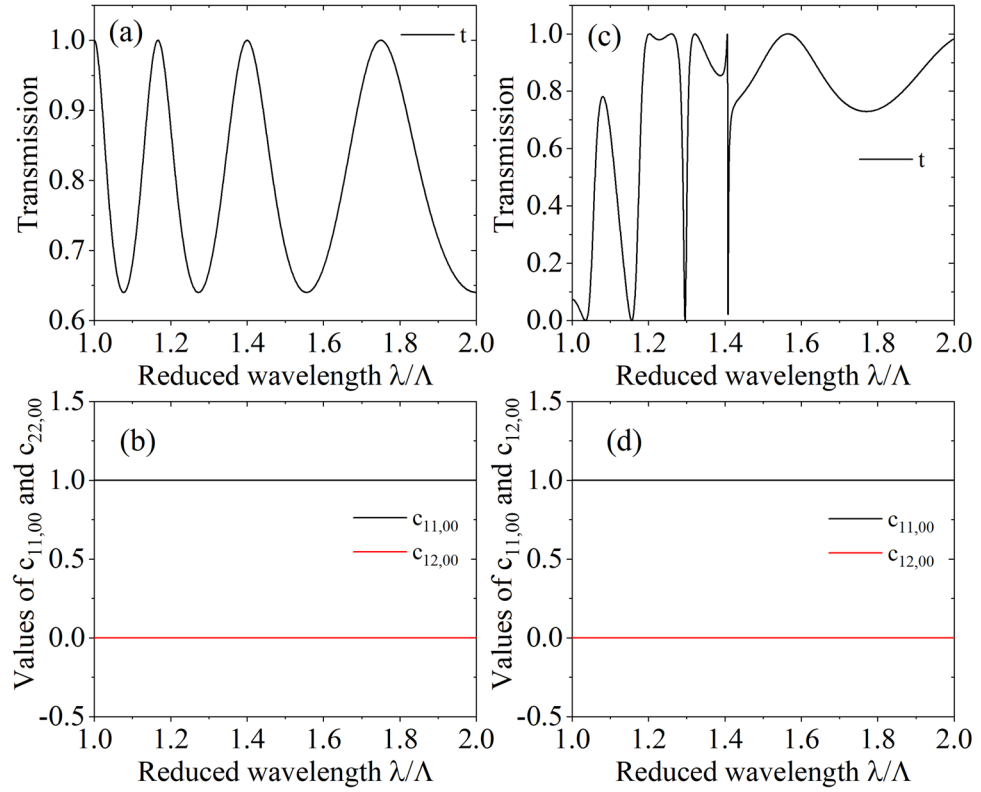 (a)
t
Transmission
1.0
0.9
0.8
0.7
0.6
1.0 1.2 1.4 1.6 1.8 2.0
Reduced wavelength λ/Λ
(c)
t
Transmission
1.0
0.8
0.6
0.4
0.2
0.0
1.0 1.2 1.4 1.6 1.8 2.0
Reduced wavelength λ/Λ
(b)
Values of c11,00 and c22,00
1.5
1.0
0.5
0.0
-0.5
c11,00
c12,00
1.0 1.2 1.4 1.6 1.8 2.0
Reduced wavelength λ/Λ
(d)
Values of c11,00 and c12,00
1.5
1.0
0.5
0.0
-0.5
c11,00
c12,00
1.0 1.2 1.4 1.6 1.8 2.0
Reduced wavelength λ/Λ